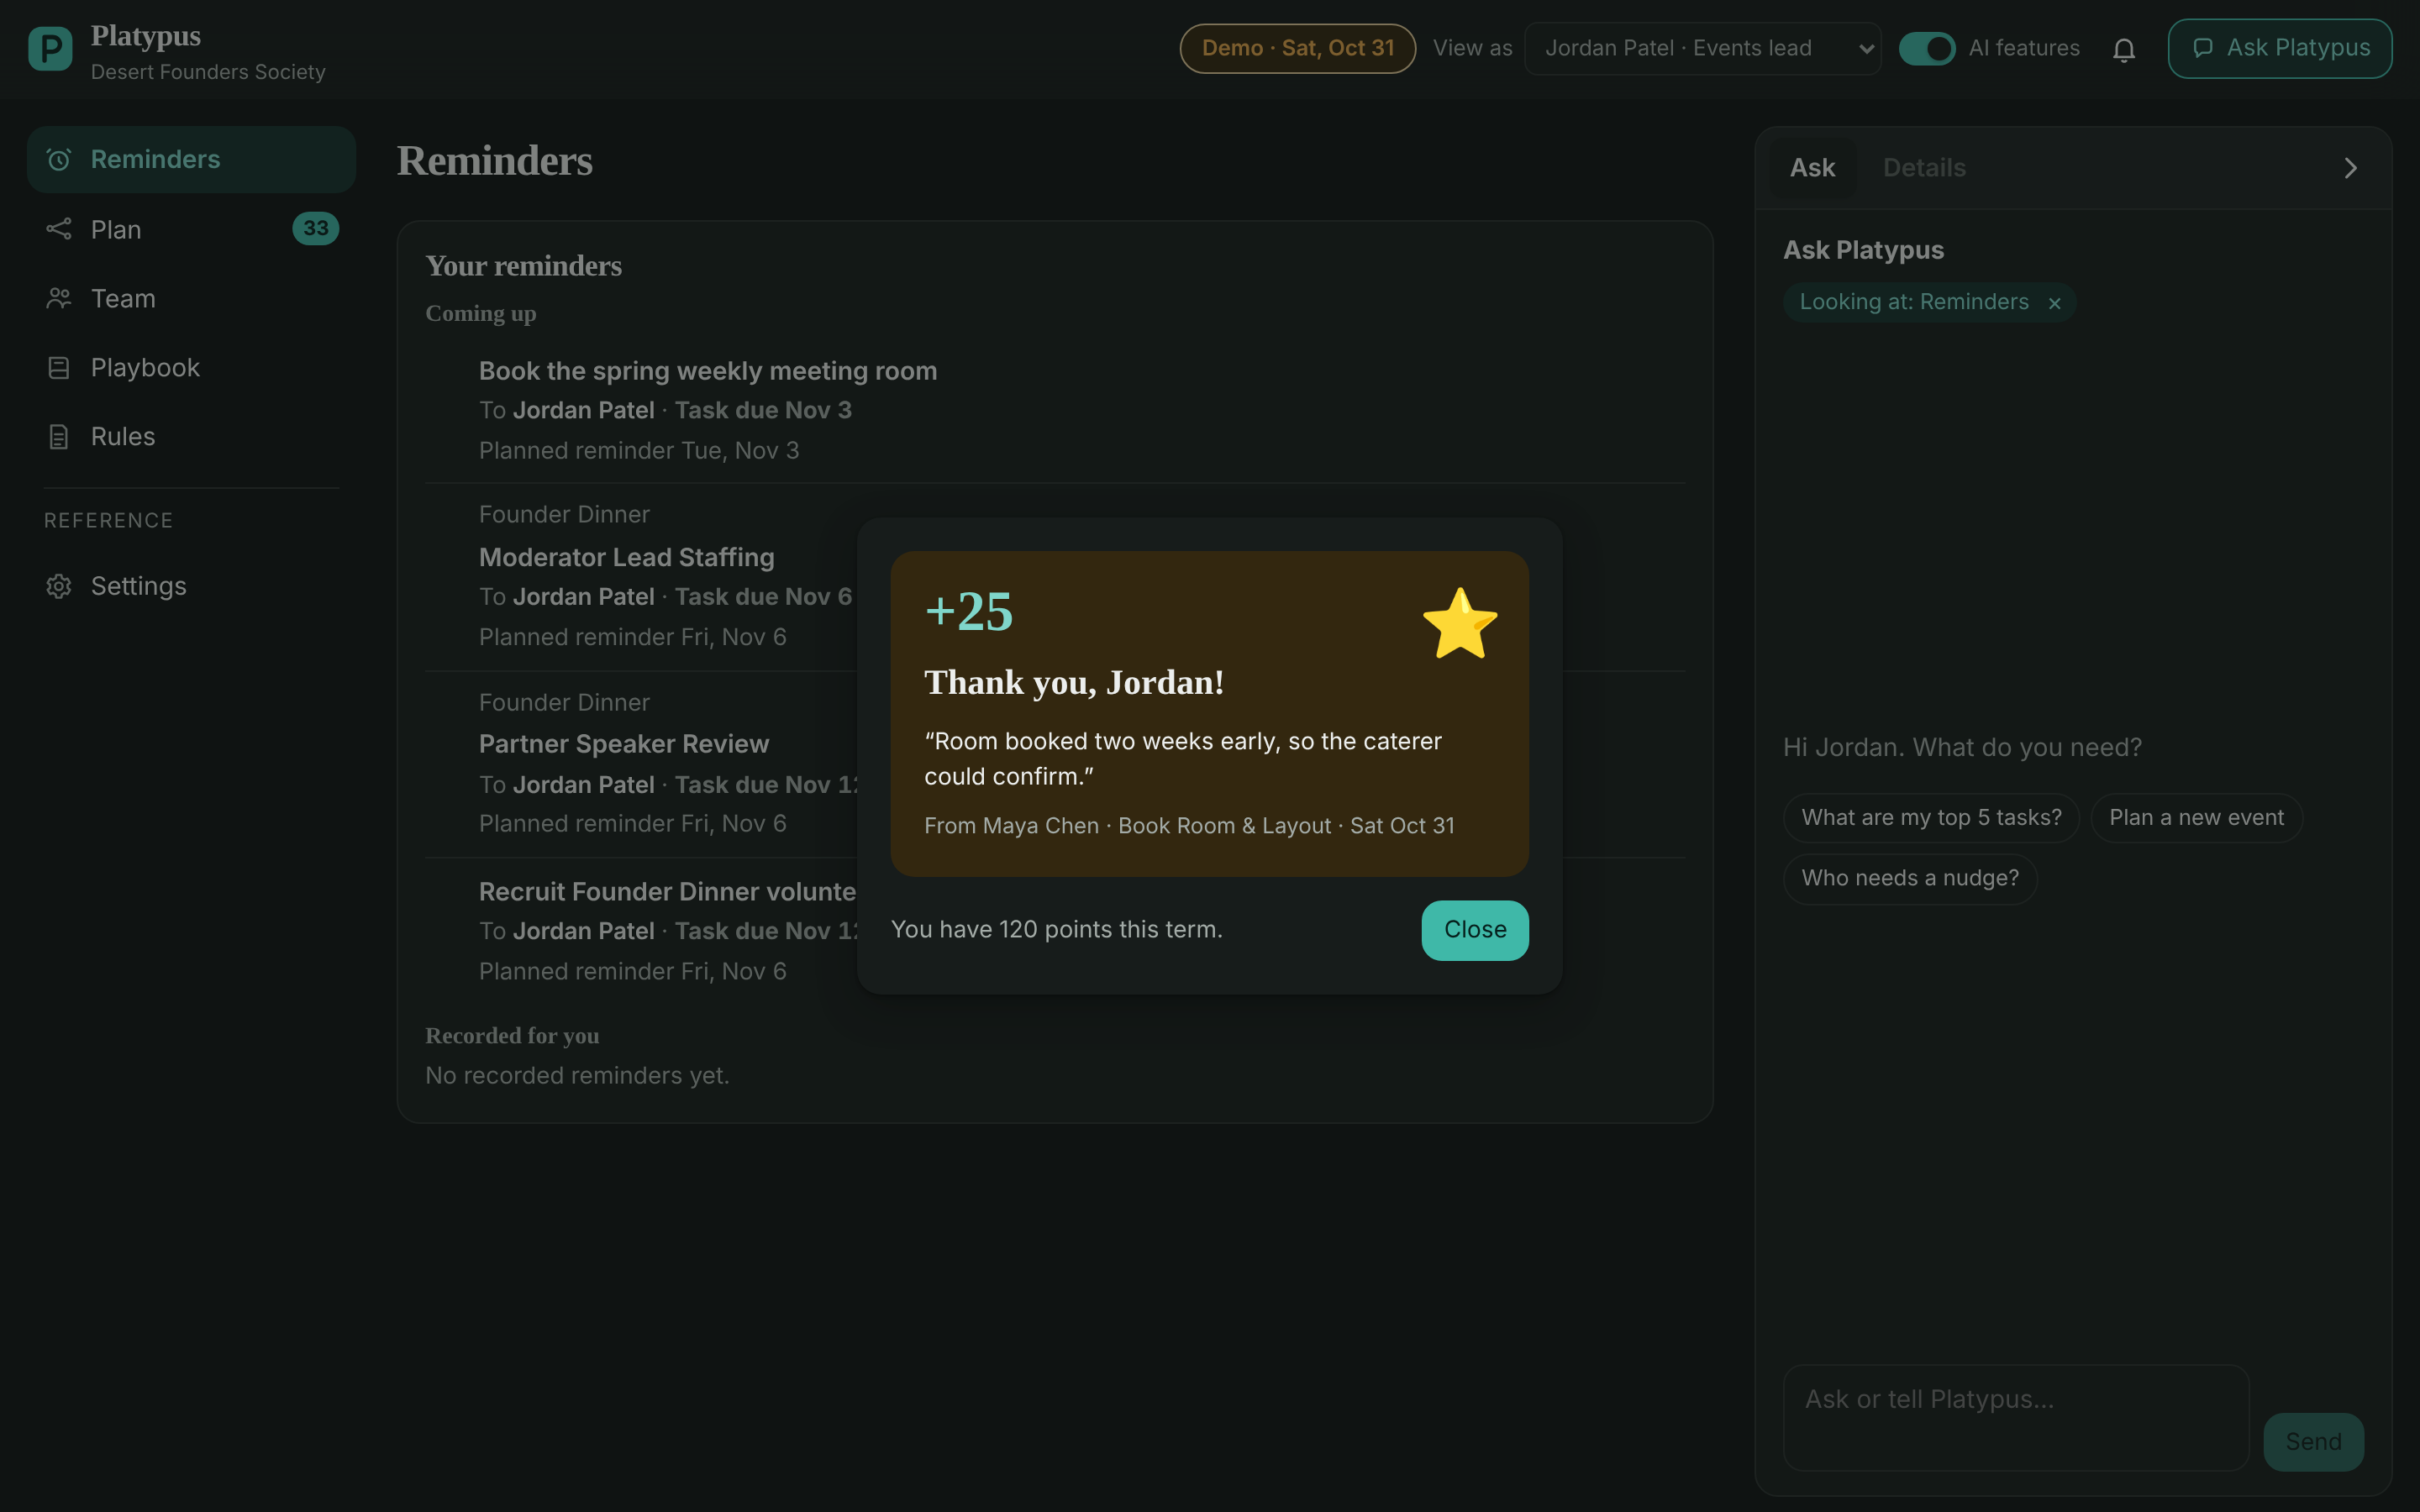 P
Platypus
Desert Founders Society
Demo · Sat, Oct 31
View as
Jordan Patel · Events lead
AI features
Ask Platypus
Reminders
Plan
33
Team
Playbook
Rules
REFERENCE
Settings
Reminders
Your reminders
Coming up
Book the spring weekly meeting room
To Jordan Patel · Task due Nov 3
Planned reminder Tue, Nov 3
Founder Dinner
Moderator Lead Staffing
To Jordan Patel · Task due Nov 6
Planned reminder Fri, Nov 6
Founder Dinner
Partner Speaker Review
To Jordan Patel · Task due Nov 12
Planned reminder Fri, Nov 6
Recruit Founder Dinner volunte
To Jordan Patel · Task due Nov 12
Planned reminder Fri, Nov 6
Recorded for you
No recorded reminders yet.
+25
Thank you, Jordan!
“Room booked two weeks early, so the caterer
could confirm.”
From Maya Chen · Book Room & Layout · Sat Oct 31
You have 120 points this term.
Close
Ask
Details
Ask Platypus
Looking at: Reminders ×
Hi Jordan. What do you need?
What are my top 5 tasks?
Plan a new event
Who needs a nudge?
Ask or tell Platypus...
Send